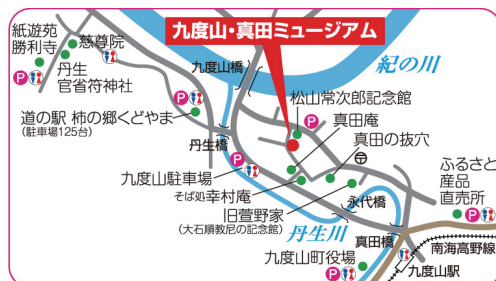 九度山・真田ミュージアム
紙遊苑
勝利寺
慈尊院
丹生
官省符神社
九度山橋
紀の川
松山常次郎記念館
真田庵
真田の抜穴
道の駅 柿の郷くどやま
(駐車場125台)
丹生橋
九度山駐車場
そば処幸村庵
旧萱野家
(大石順教尼の記念館)
永代橋
ふるさと
産品
直売所
丹生川
真田橋
南海高野線
九度山駅
九度山町役場
P
P
P
P
P
P